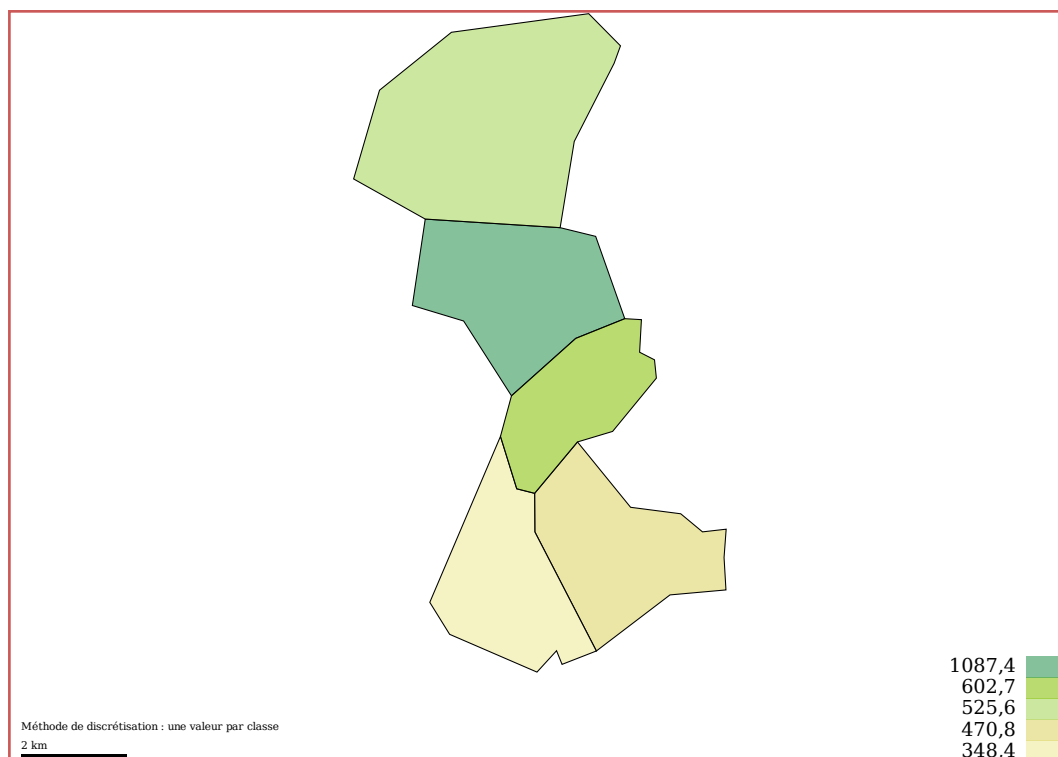 1087,4
602,7
525,6
470,8
348,4
Méthode de discrétisation : une valeur par classe
2 km